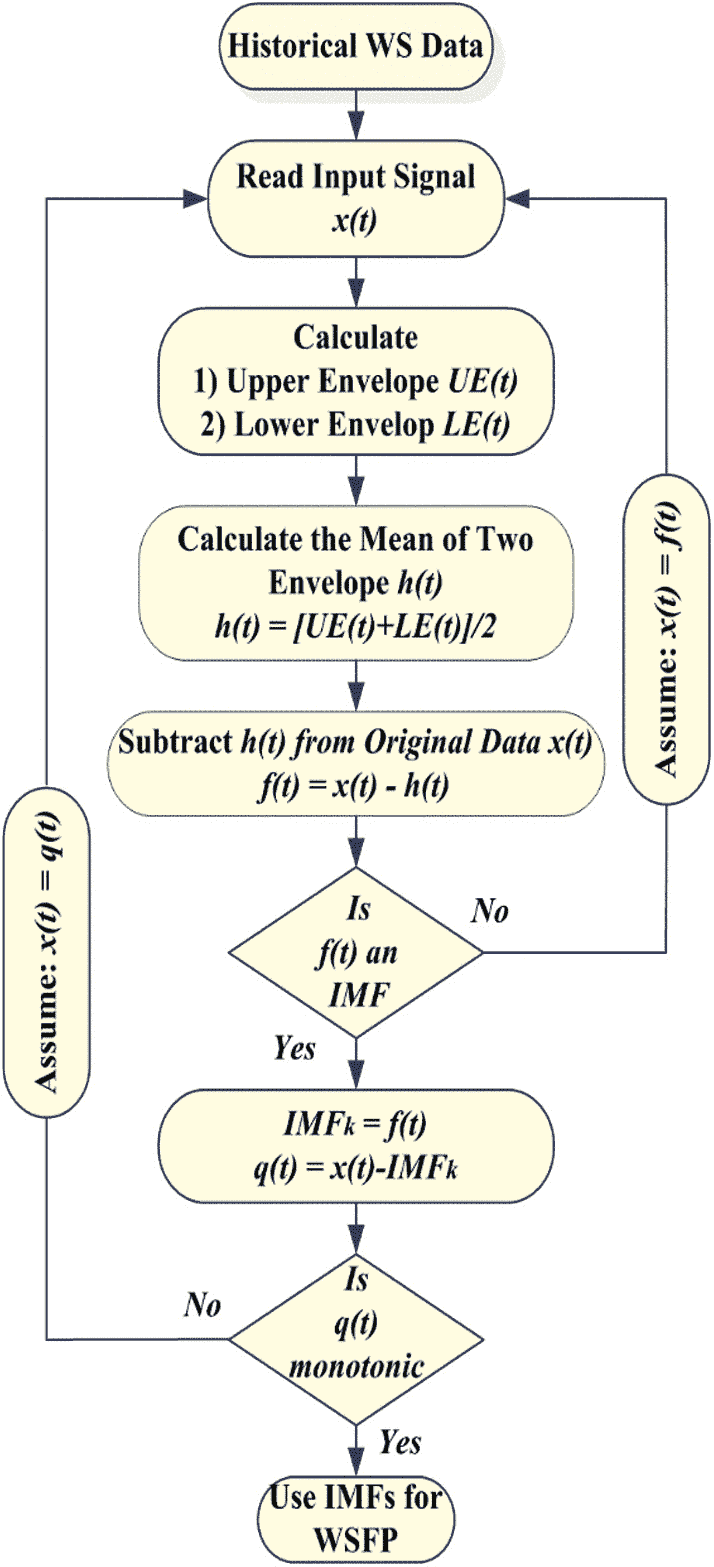 Historical WS Data
Read Input Signal
x(t)
Calculate
1) Upper Envelope UE(t)
2) Lower Envelop LE(t)
Calculate the Mean of Two
Envelope h(t)
h(t) = [UE(t)+LE(t)]/2
Subtract h(t) from Original Data x(t)
f(t) = x(t) - h(t)
Assume: x(t) = f(t)
Is
f(t) an
IMF
No
Yes
IMFk = f(t)
q(t) = x(t)-IMFk
Assume: x(t) = q(t)
Is
q(t)
monotonic
No
Yes
Use IMFs for
WSFP